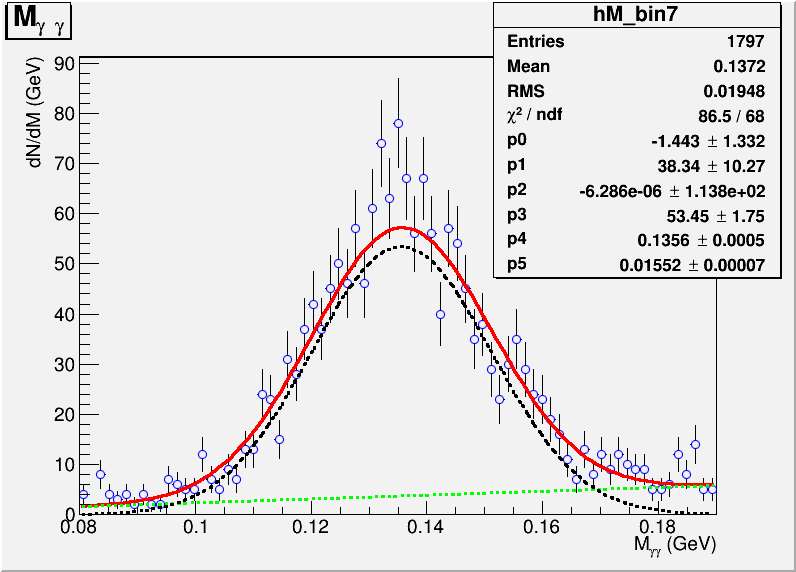 Mγ γ
hM_bin7
Entries 1797
Mean 0.1372
RMS 0.01948
χ² / ndf 86.5 / 68
p0 -1.443 ± 1.332
p1 38.34 ± 10.27
p2 -6.286e-06 ± 1.138e+02
p3 53.45 ± 1.75
p4 0.1356 ± 0.0005
p5 0.01552 ± 0.00007
dN/dM (GeV)
90
80
70
60
50
40
30
20
10
0
0.08 0.1 0.12 0.14 0.16 0.18
Mγγ (GeV)